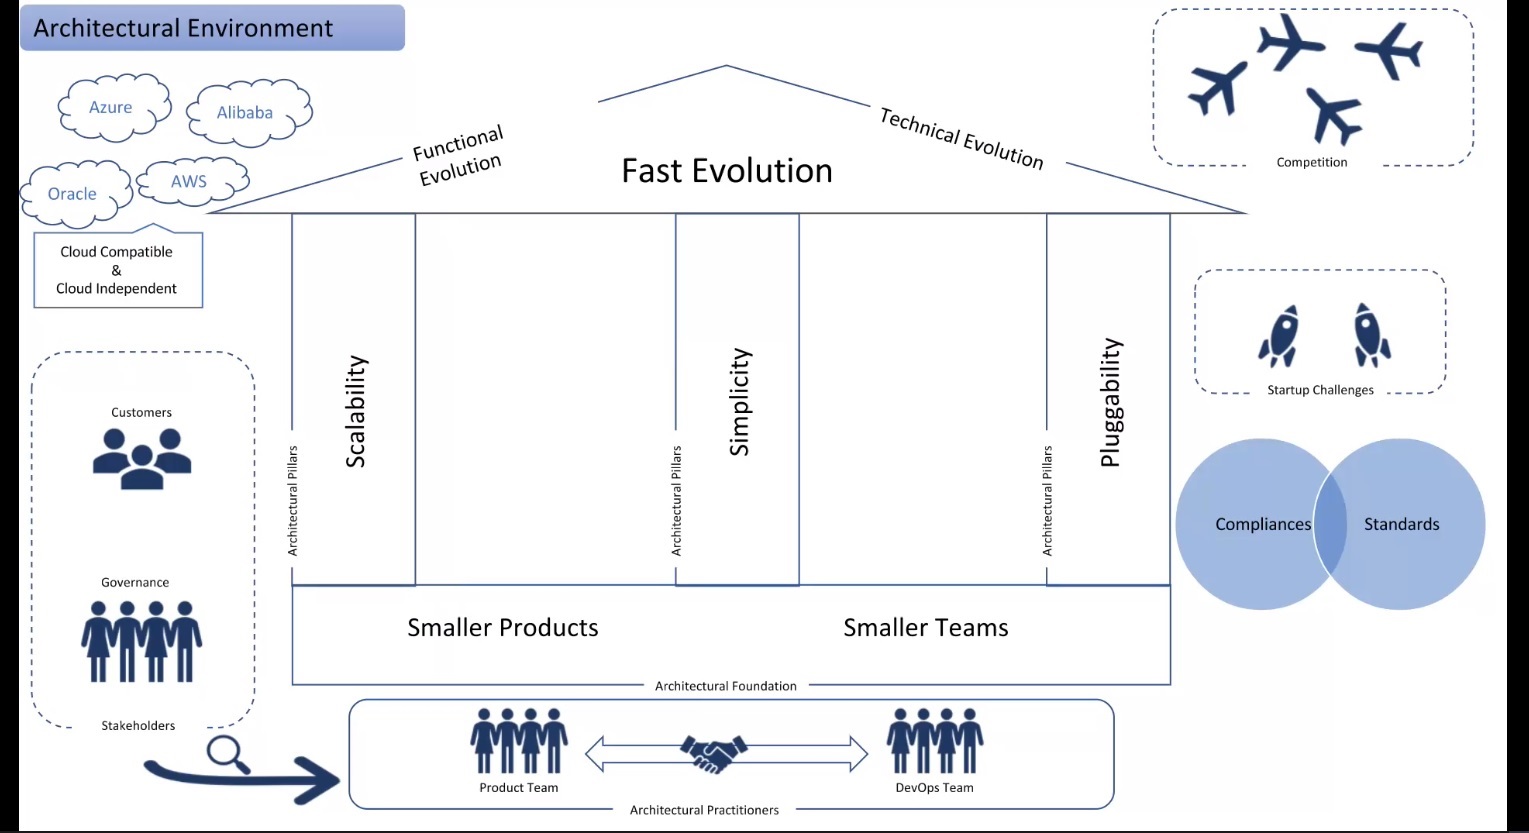 Architectural Environment
Azure
Alibaba
Oracle
AWS
Cloud Compatible
&
Cloud Independent
Functional
Evolution
Technical Evolution
Fast Evolution
Competition
Customers
Governance
Stakeholders
Scalability
Architectural Pillars
Simplicity
Architectural Pillars
Pluggability
Architectural Pillars
Startup Challenges
Compliances
Standards
Smaller Products
Smaller Teams
Architectural Foundation
Product Team
DevOps Team
Architectural Practitioners